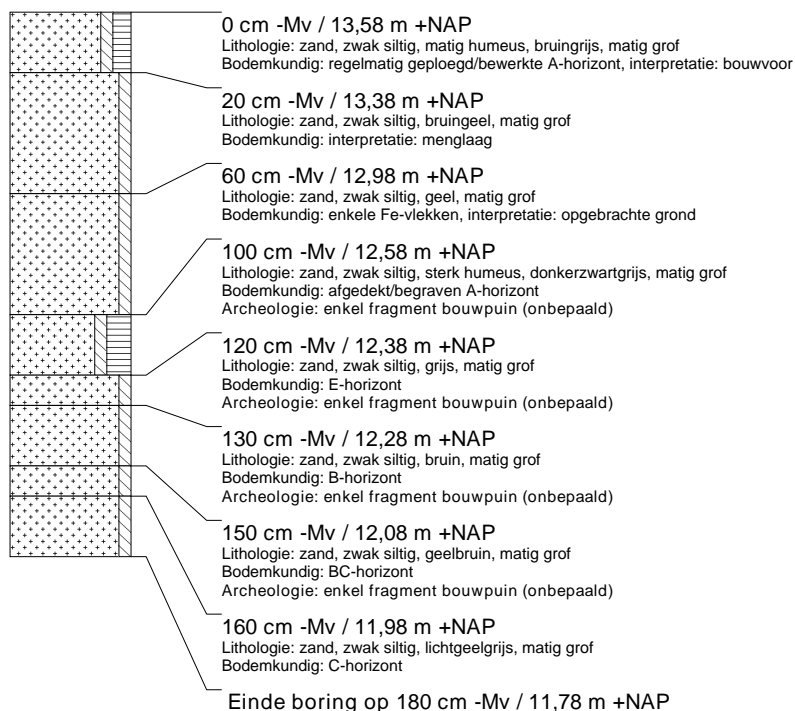 0 cm -Mv / 13,58 m +NAP
Lithologie: zand, zwak siltig, matig humeus, bruingrijs, matig grof
Bodemkundig: regelmatig geploegd/bewerkte A-horizont, interpretatie: bouwvoor
20 cm -Mv / 13,38 m +NAP
Lithologie: zand, zwak siltig, bruingeel, matig grof
Bodemkundig: interpretatie: menglaag
60 cm -Mv / 12,98 m +NAP
Lithologie: zand, zwak siltig, geel, matig grof
Bodemkundig: enkele Fe-vlekken, interpretatie: opgebrachte grond
100 cm -Mv / 12,58 m +NAP
Lithologie: zand, zwak siltig, sterk humeus, donkerzwartgrijs, matig grof
Bodemkundig: afgedekt/begraven A-horizont
Archeologie: enkel fragment bouwpuin (onbepaald)
120 cm -Mv / 12,38 m +NAP
Lithologie: zand, zwak siltig, grijs, matig grof
Bodemkundig: E-horizont
Archeologie: enkel fragment bouwpuin (onbepaald)
130 cm -Mv / 12,28 m +NAP
Lithologie: zand, zwak siltig, bruin, matig grof
Bodemkundig: B-horizont
Archeologie: enkel fragment bouwpuin (onbepaald)
150 cm -Mv / 12,08 m +NAP
Lithologie: zand, zwak siltig, geelbruin, matig grof
Bodemkundig: BC-horizont
Archeologie: enkel fragment bouwpuin (onbepaald)
160 cm -Mv / 11,98 m +NAP
Lithologie: zand, zwak siltig, lichtgeelgrijs, matig grof
Bodemkundig: C-horizont
Einde boring op 180 cm -Mv / 11,78 m +NAP